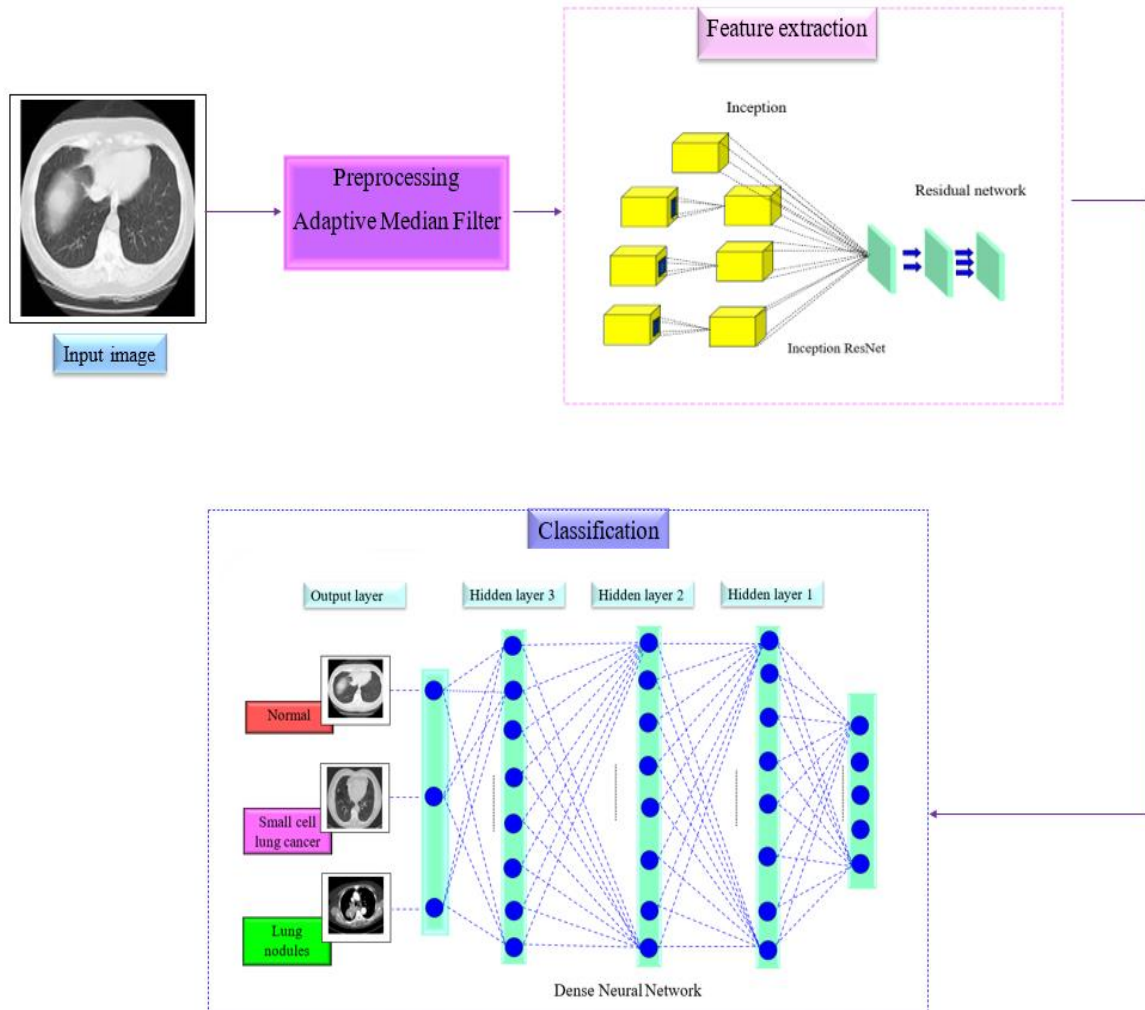 Feature extraction
Inception
Preprocessing
Adaptive Median Filter
Residual network
Inception ResNet
Input image
Classification
Output layer
Hidden layer 3
Hidden layer 2
Hidden layer 1
Normal
Small cell
lung cancer
Lung
nodules
Dense Neural Network